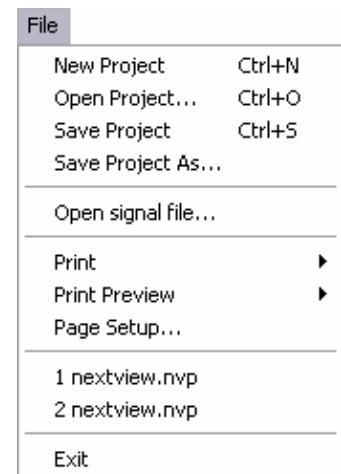 File
New Project Ctrl+N
Open Project... Ctrl+O
Save Project Ctrl+S
Save Project As...
Open signal file...
Print
Print Preview
Page Setup...
1 nextview.nvp
2 nextview.nvp
Exit